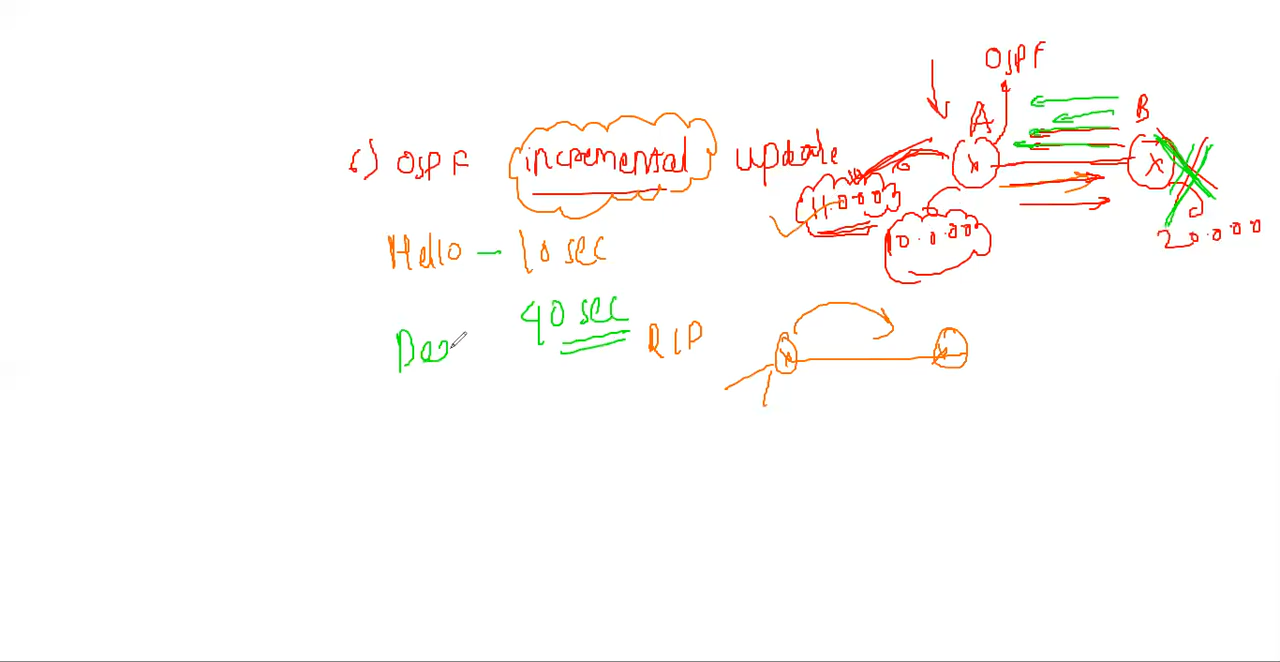 OSPF
A
B
6) OSPF incremental update
11.0.0.0
10.0.0.0
20.0.0.0
Hello - 10 sec
40 sec
RIP